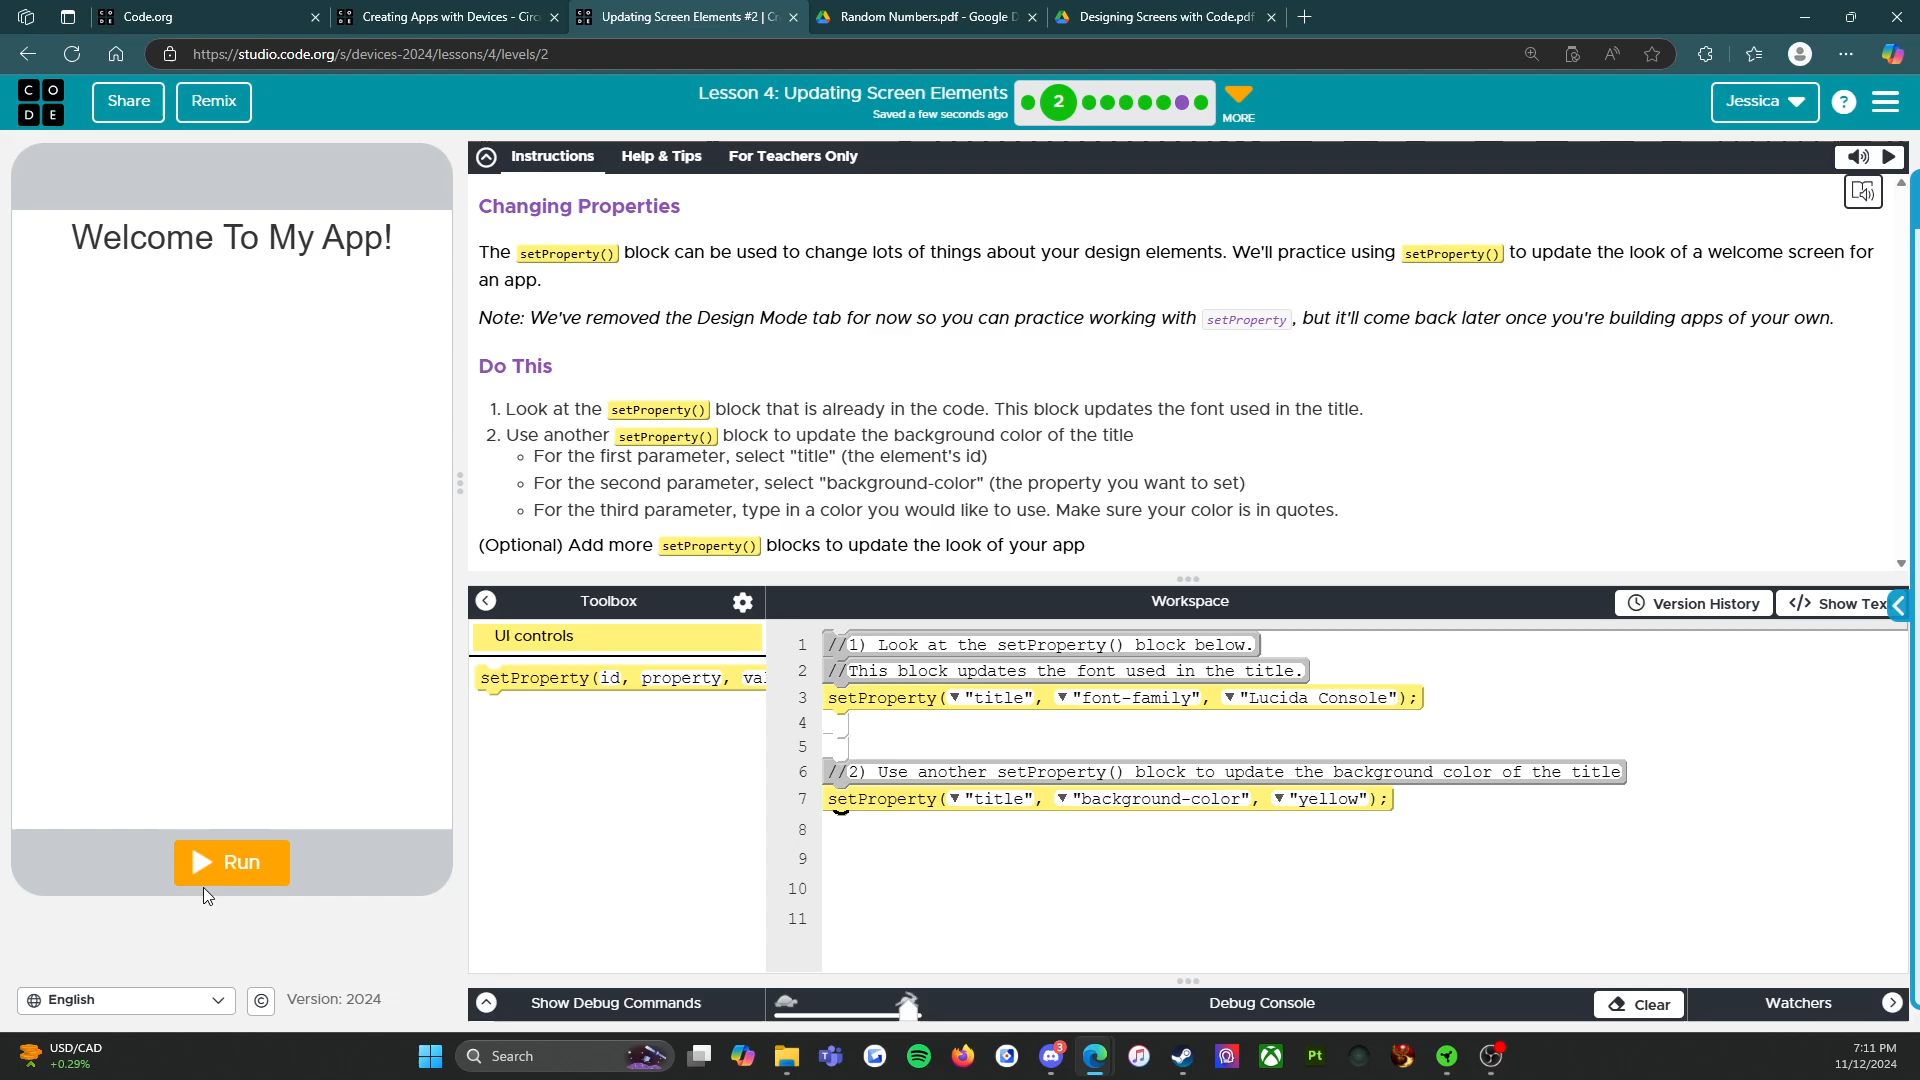 Code.org
Creating Apps with Devices - Circ
Updating Screen Elements #2 | Cr
Random Numbers.pdf - Google D
Designing Screens with Code.pdf
https://studio.code.org/s/devices-2024/lessons/4/levels/2
C O
D E
Share
Remix
Lesson 4: Updating Screen Elements
Saved a few seconds ago
2
MORE
Jessica
?
Instructions
Help & Tips
For Teachers Only
Welcome To My App!
Changing Properties
The setProperty() block can be used to change lots of things about your design elements. We'll practice using setProperty() to update the look of a welcome screen for
an app.
Note: We've removed the Design Mode tab for now so you can practice working with setProperty, but it'll come back later once you're building apps of your own.
Do This
1. Look at the setProperty() block that is already in the code. This block updates the font used in the title.
2. Use another setProperty() block to update the background color of the title
For the first parameter, select "title" (the element's id)
For the second parameter, select "background-color" (the property you want to set)
For the third parameter, type in a color you would like to use. Make sure your color is in quotes.
(Optional) Add more setProperty() blocks to update the look of your app
Toolbox
Workspace
Version History
</> Show Tex
UI controls
setProperty(id, property, val
1 //1) Look at the setProperty() block below.
2 //This block updates the font used in the title.
3 setProperty("title", "font-family", "Lucida Console");
4
5
6 //2) Use another setProperty() block to update the background color of the title
7 setProperty("title", "background-color", "yellow");
8
9
10
11
Run
English
©
Version: 2024
Show Debug Commands
Debug Console
Clear
Watchers
USD/CAD
+0.29%
Search
3
Pt
7:11 PM
11/12/2024